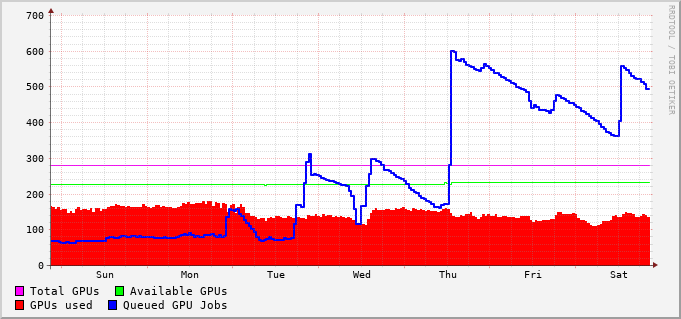 700
600
500
400
300
200
100
0
Sun Mon Tue Wed Thu Fri Sat
Total GPUs Available GPUs
GPUs used Queued GPU Jobs
RRDTOOL / TOBI OETIKER